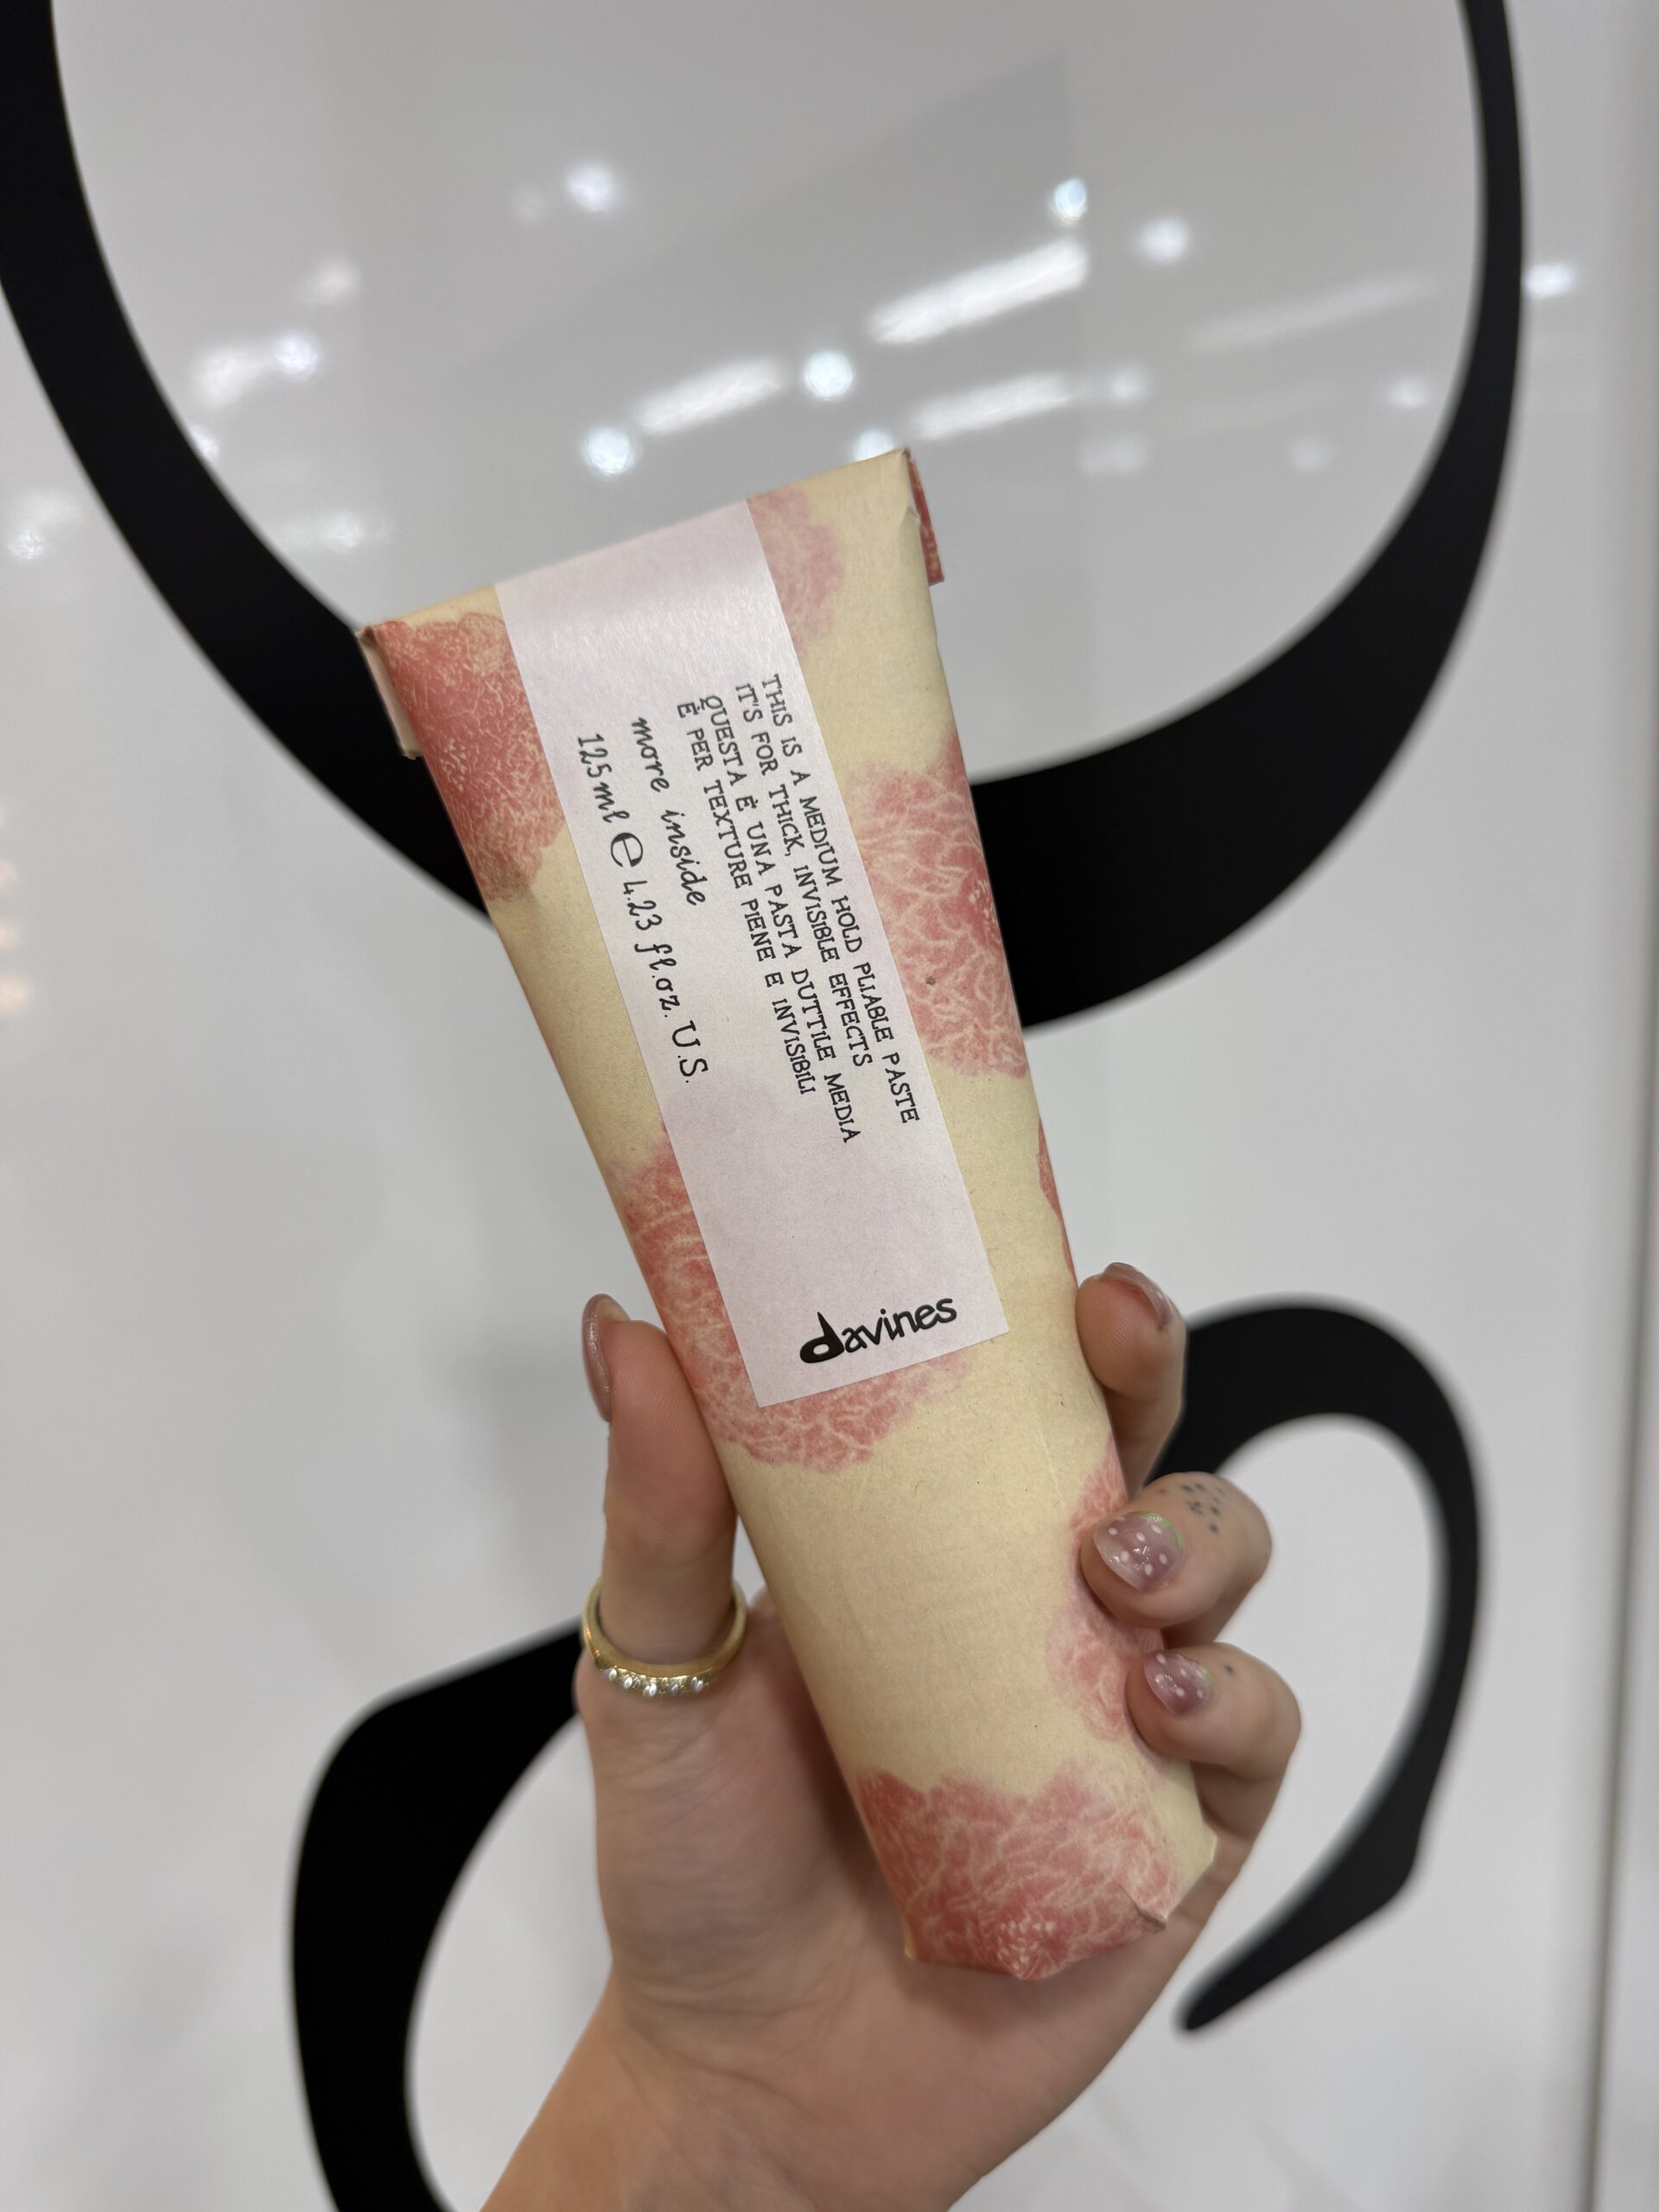 THIS IS A MEDIUM HOLD PLIABLE PASTE
IT'S FOR THICK, INVISIBLE EFFECTS
QUESTA È UNA PASTA DUTTILE MEDIA
È PER TEXTURE PIENE E INVISIBILI
more inside
125 ml ℮ 4.23 fl.oz. U.S.
davines